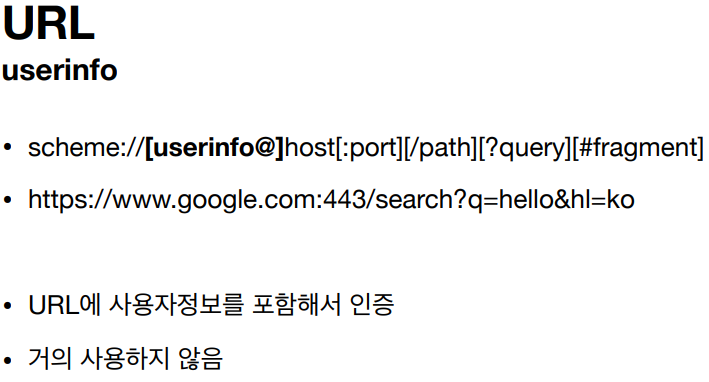 URL
userinfo
• scheme://[userinfo@]host[:port][/path][?query][#fragment]
• https://www.google.com:443/search?q=hello&hl=ko
• URL에 사용자정보를 포함해서 인증
• 거의 사용하지 않음